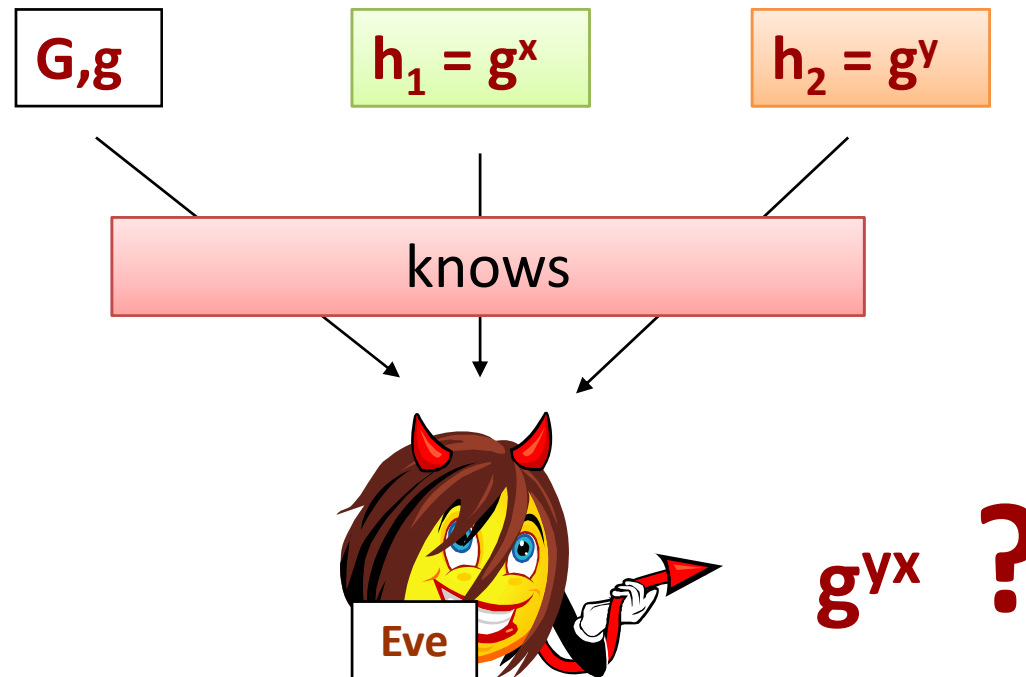 G,g
h₁ = gˣ
h₂ = gʸ
knows
gʸˣ ?
Eve